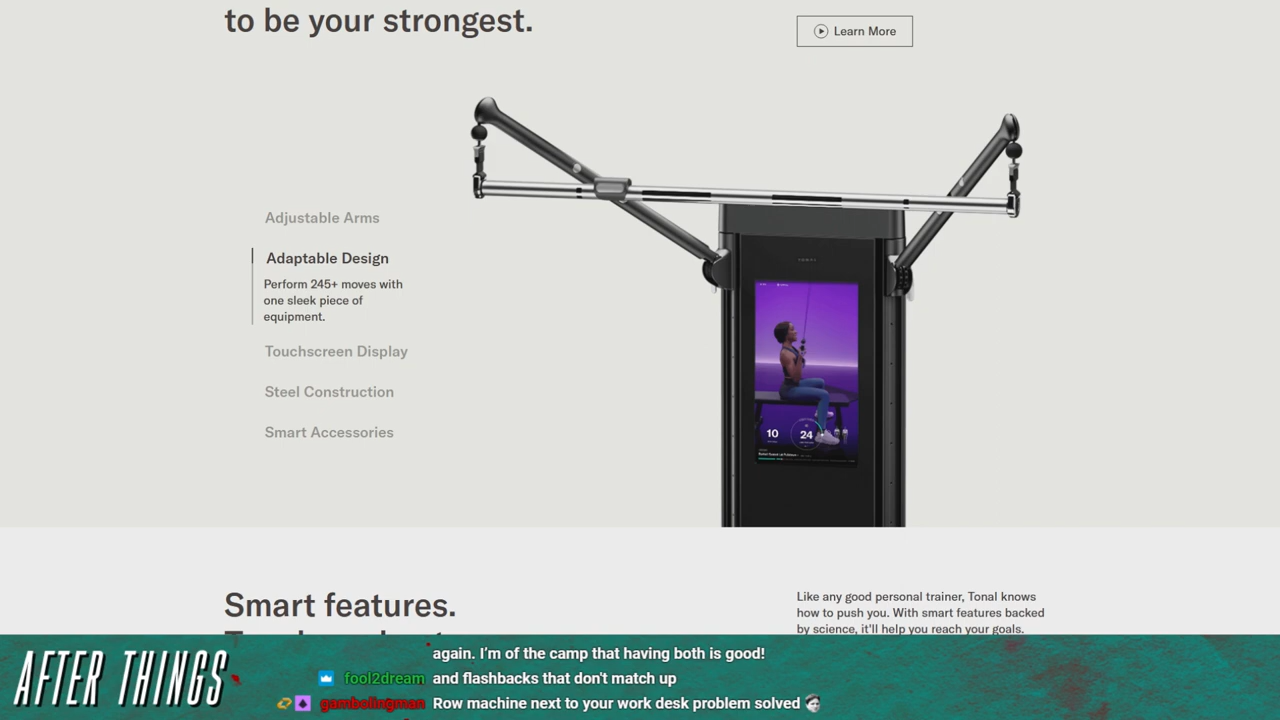 to be your strongest.
Learn More
Adjustable Arms
Adaptable Design
Perform 245+ moves with
one sleek piece of
equipment.
Touchscreen Display
Steel Construction
Smart Accessories
10
24
Smart features.
Like any good personal trainer, Tonal knows
how to push you. With smart features backed
by science, it'll help you reach your goals.
AFTER THINGS
again. I'm of the camp that having both is good!
fool2dream and flashbacks that don't match up
gambolingman Row machine next to your work desk problem solved